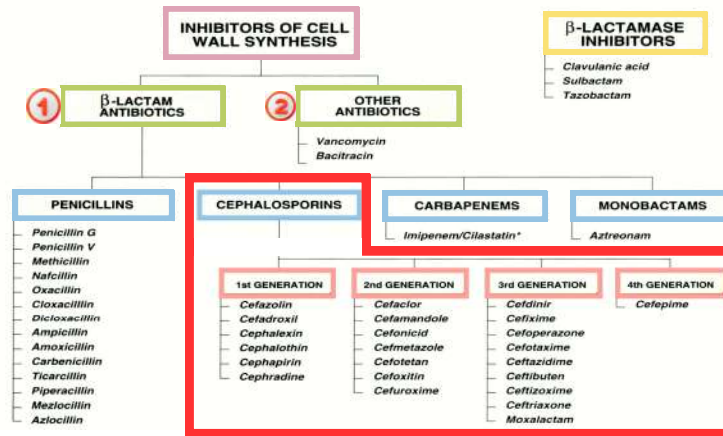 INHIBITORS OF CELL
WALL SYNTHESIS
β-LACTAMASE
INHIBITORS
Clavulanic acid
Sulbactam
Tazobactam
1
β-LACTAM
ANTIBIOTICS
2
OTHER
ANTIBIOTICS
Vancomycin
Bacitracin
PENICILLINS
Penicillin G
Penicillin V
Methicillin
Nafcillin
Oxacillin
Cloxacilllin
Dicloxacillin
Ampicillin
Amoxicillin
Carbenicillin
Ticarcillin
Piperacillin
Mezlocillin
Azlocillin
CEPHALOSPORINS
CARBAPENEMS
Imipenem/Cilastatin*
MONOBACTAMS
Aztreonam
1st GENERATION
Cefazolin
Cefadroxil
Cephalexin
Cephalothin
Cephapirin
Cephradine
2nd GENERATION
Cefaclor
Cefamandole
Cefonicid
Cefmetazole
Cefotetan
Cefoxitin
Cefuroxime
3rd GENERATION
Cefdinir
Cefixime
Cefoperazone
Cefotaxime
Ceftazidime
Ceftibuten
Ceftizoxime
Ceftriaxone
Moxalactam
4th GENERATION
Cefepime